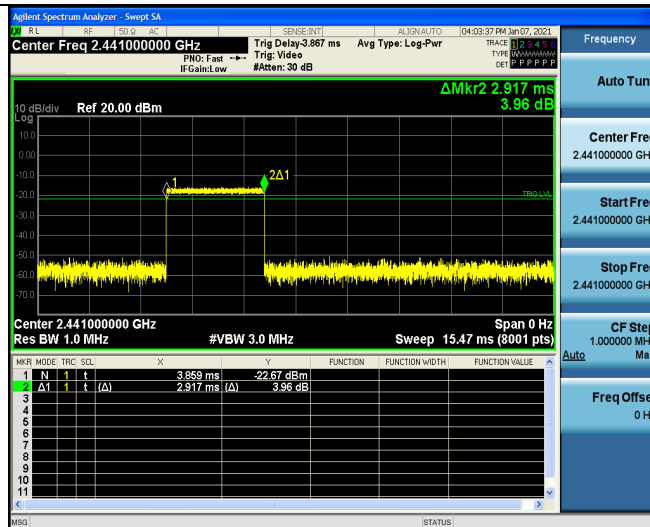 Agilent Spectrum Analyzer - Swept SA
LXI RL RF 50 Ω AC SENSE:INT ALIGN AUTO 04:03:37 PM Jan 07, 2021
Center Freq 2.441000000 GHz Trig Delay-3.867 ms Avg Type: Log-Pwr TRACE 1 2 3 4 5 6
PNO: Fast Trig: Video TYPE WWWWWW
IFGain:Low #Atten: 30 dB DET P P P P P P
Frequency
Auto Tun
ΔMkr2 2.917 ms
10 dB/div Ref 20.00 dBm 3.96 dB
Log
10.0
0.00
-10.0
-20.0
-30.0
-40.0
-50.0
-60.0
-70.0
1
2Δ1
TRIG LVL
Center Fre
2.441000000 GH
Start Fre
2.441000000 GH
Stop Fre
2.441000000 GH
Center 2.441000000 GHz Span 0 Hz
Res BW 1.0 MHz #VBW 3.0 MHz Sweep 15.47 ms (8001 pts)
CF Step
1.000000 MH
Auto Ma
Freq Offse
0 H
MKR MODE TRC SCL X Y FUNCTION FUNCTION WIDTH FUNCTION VALUE
1 N 1 t 3.859 ms -22.67 dBm
2 Δ1 1 t (Δ) 2.917 ms (Δ) 3.96 dB
3
4
5
6
7
8
9
10
11
MSG STATUS